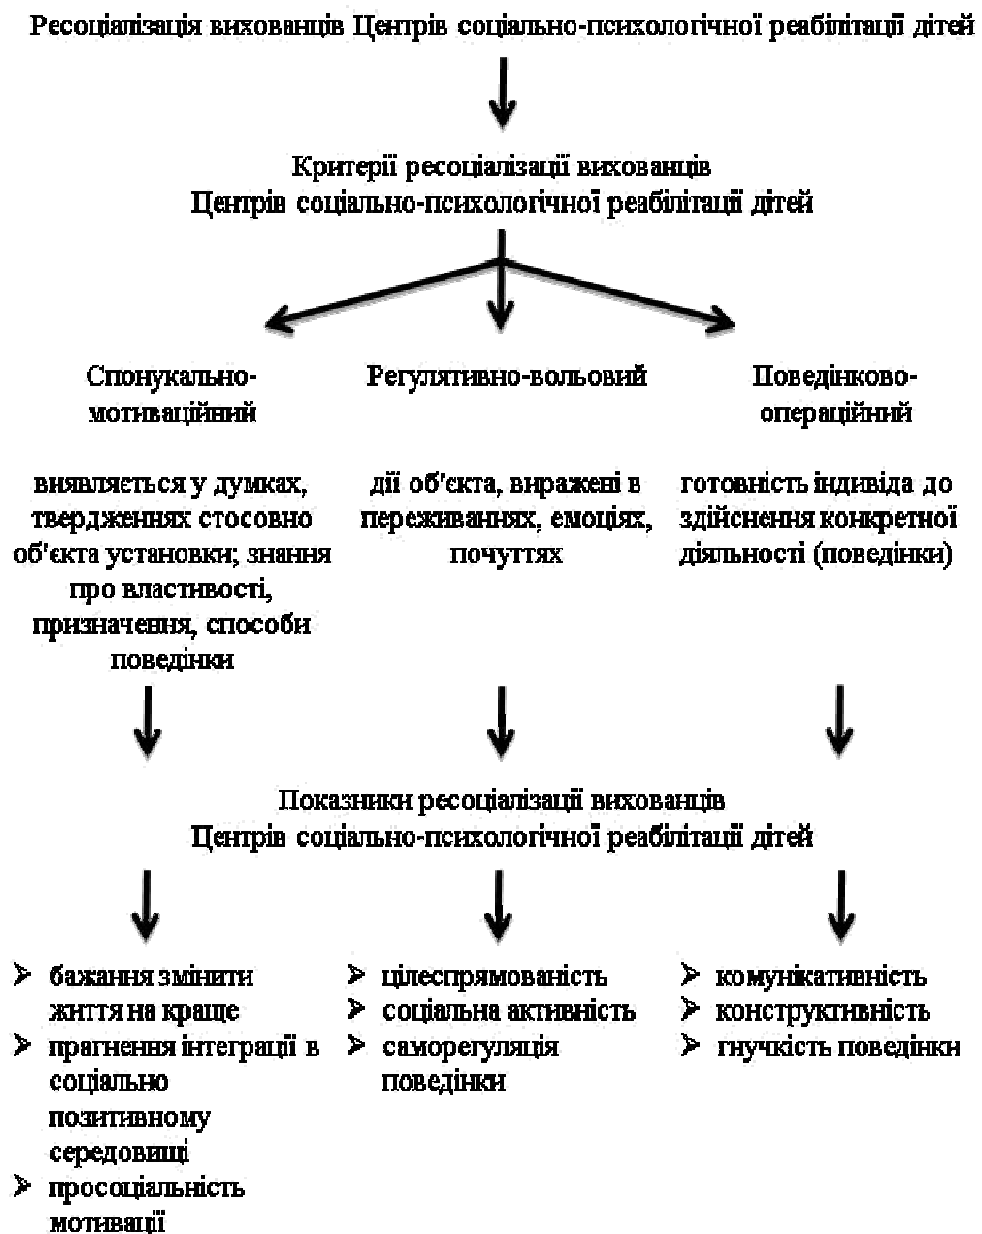 Ресоціалізація вихованців Центрів соціально-психологічної реабілітації дітей
Критерії ресоціалізації вихованців
Центрів соціально-психологічної реабілітації дітей
Спонукально-
мотиваційний
виявляється у думках,
твердженнях стосовно
об'єкта установки; знання
про властивості,
призначення, способи
поведінки
Регулятивно-вольовий
дії об'єкта, виражені в
переживаннях, емоціях,
почуттях
Поведінково-
операційний
готовність індивіда до
здійснення конкретної
діяльності (поведінки)
Показники ресоціалізації вихованців
Центрів соціально-психологічної реабілітації дітей
➢ бажання змінити
життя на краще
➢ прагнення інтеграції в
соціально
позитивному
середовищі
➢ просоціальність
мотивації
➢ цілеспрямованість
➢ соціальна активність
➢ саморегуляція
поведінки
➢ комунікативність
➢ конструктивність
➢ гнучкість поведінки